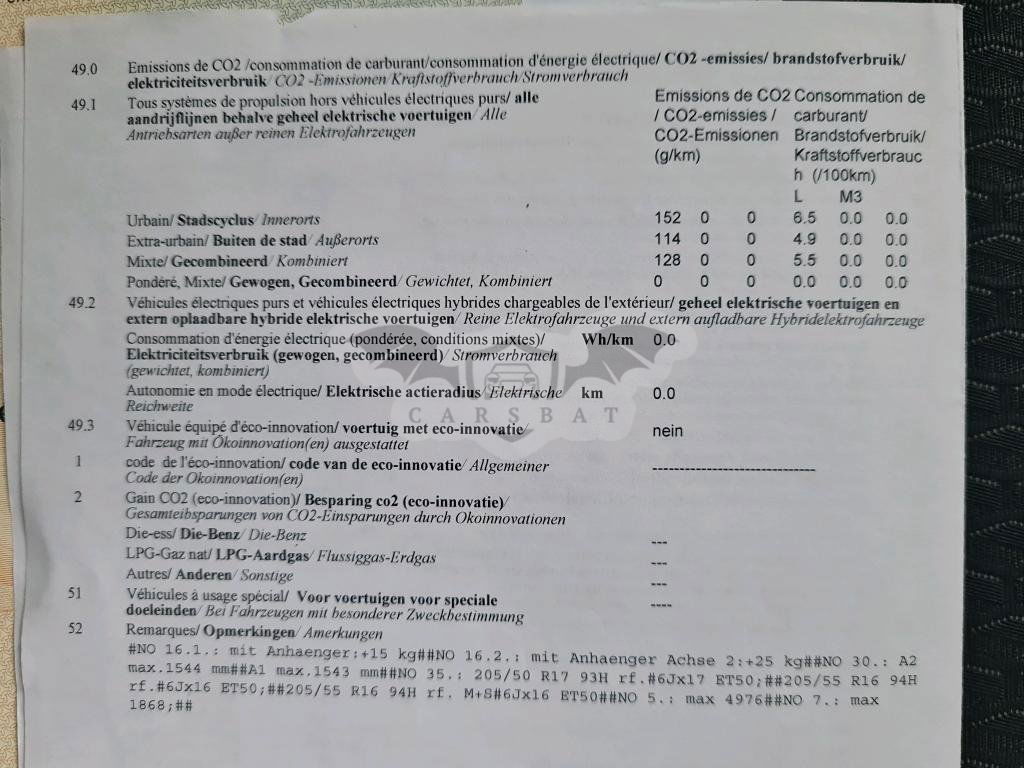 49.0 Emissions de CO2 /consommation de carburant/consommation d'énergie électrique/ CO2 -emissies/ brandstofverbruik/
elektriciteitsverbruik/ CO2 -Emissionen/Kraftstoffverbrauch/Stromverbrauch
49.1 Tous systèmes de propulsion hors véhicules électriques purs/ alle
aandrijflijnen behalve geheel elektrische voertuigen/ Alle
Antriebsarten außer reinen Elektrofahrzeugen
Emissions de CO2 Consommation de
/ CO2-emissies / carburant/
CO2-Emissionen Brandstofverbruik/
(g/km) Kraftstoffverbrauc
h (/100km)
L M3
Urbain/ Stadscyclus/ Innerorts 152 0 0 6.5 0.0 0.0
Extra-urbain/ Buiten de stad/ Außerorts 114 0 0 4.9 0.0 0.0
Mixte/ Gecombineerd/ Kombiniert 128 0 0 5.5 0.0 0.0
Pondéré, Mixte/ Gewogen, Gecombineerd/ Gewichtet, Kombiniert 0 0 0 0.0 0.0 0.0
49.2 Véhicules électriques purs et véhicules électriques hybrides chargeables de l'extérieur/ geheel elektrische voertuigen en
extern oplaadbare hybride elektrische voertuigen/ Reine Elektrofahrzeuge und extern aufladbare Hybridelektrofahrzeuge
Consommation d'énergie électrique (pondérée, conditions mixtes)/ Wh/km 0.0
Elektriciteitsverbruik (gewogen, gecombineerd)/ Stromverbrauch
(gewichtet, kombiniert)
Autonomie en mode électrique/ Elektrische actieradius/ Elektrische km 0.0
Reichweite
CARSBAT
49.3 Véhicule équipé d'éco-innovation/ voertuig met eco-innovatie/ nein
Fahrzeug mit Ökoinnovation(en) ausgestattet
1 code de l'éco-innovation/ code van de eco-innovatie/ Allgemeiner ------------------------------
Code der Okoinnovation(en)
2 Gain CO2 (eco-innovation)/ Besparing co2 (eco-innovatie)/
Gesamteibsparungen von CO2-Einsparungen durch Okoinnovationen
Die-ess/ Die-Benz/ Die-Benz ---
LPG-Gaz nat/ LPG-Aardgas/ Flussiggas-Erdgas ---
Autres/ Anderen/ Sonstige ---
51 Véhicules à usage spécial/ Voor voertuigen voor speciale ----
doeleinden/ Bei Fahrzeugen mit besonderer Zweckbestimmung
52 Remarques/ Opmerkingen/ Amerkungen
#NO 16.1.: mit Anhaenger:+15 kg##NO 16.2.: mit Anhaenger Achse 2:+25 kg##NO 30.: A2
max.1544 mm##A1 max.1543 mm##NO 35.: 205/50 R17 93H rf.#6Jx17 ET50;##205/55 R16 94H
rf.#6Jx16 ET50;##205/55 R16 94H rf. M+S#6Jx16 ET50##NO 5.: max 4976##NO 7.: max
1868;##